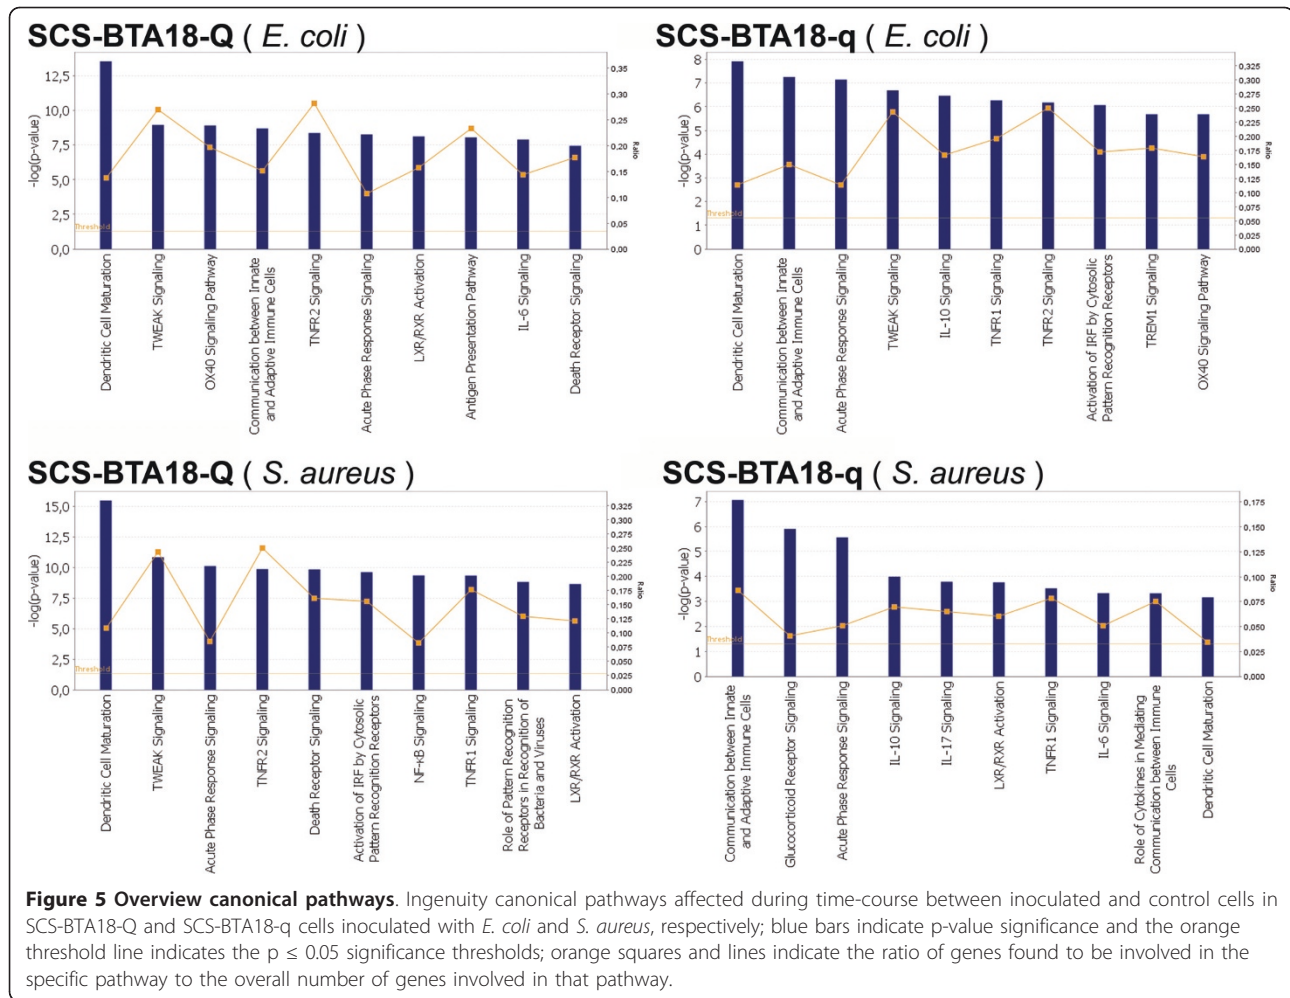 SCS-BTA18-Q ( E. coli )
12,5
10,0
7,5
5,0
2,5
0,0
-log(p-value)
Threshold
0,35
0,30
0,25
0,20
0,15
0,10
0,05
0,00
Ratio
Dendritic Cell Maturation
TWEAK Signaling
OX40 Signaling Pathway
Communication between Innate
and Adaptive Immune Cells
TNFR2 Signaling
Acute Phase Response Signaling
LXR/RXR Activation
Antigen Presentation Pathway
IL-6 Signaling
Death Receptor Signaling
SCS-BTA18-q ( E. coli )
8
7
6
5
4
3
2
1
0
-log(p-value)
Threshold
0,325
0,300
0,275
0,250
0,225
0,200
0,175
0,150
0,125
0,100
0,075
0,050
0,025
0,000
Ratio
Dendritic Cell Maturation
Communication between Innate
and Adaptive Immune Cells
Acute Phase Response Signaling
TWEAK Signaling
IL-10 Signaling
TNFR1 Signaling
TNFR2 Signaling
Activation of IRF by Cytosolic
Pattern Recognition Receptors
TREM1 Signaling
OX40 Signaling Pathway
SCS-BTA18-Q ( S. aureus )
15,0
12,5
10,0
7,5
5,0
2,5
0,0
-log(p-value)
Threshold
0,325
0,300
0,275
0,250
0,225
0,200
0,175
0,150
0,125
0,100
0,075
0,050
0,025
0,000
Ratio
Dendritic Cell Maturation
TWEAK Signaling
Acute Phase Response Signaling
TNFR2 Signaling
Death Receptor Signaling
Activation of IRF by Cytosolic
Pattern Recognition Receptors
NF-κB Signaling
TNFR1 Signaling
Role of Pattern Recognition
Receptors in Recognition of
Bacteria and Viruses
LXR/RXR Activation
SCS-BTA18-q ( S. aureus )
7
6
5
4
3
2
1
0
-log(p-value)
Threshold
0,175
0,150
0,125
0,100
0,075
0,050
0,025
0,000
Ratio
Communication between Innate
and Adaptive Immune Cells
Glucocorticoid Receptor Signaling
Acute Phase Response Signaling
IL-10 Signaling
IL-17 Signaling
LXR/RXR Activation
TNFR1 Signaling
IL-6 Signaling
Role of Cytokines in Mediating
Communication between Immune
Cells
Dendritic Cell Maturation
Figure 5 Overview canonical pathways. Ingenuity canonical pathways affected during time-course between inoculated and control cells in
SCS-BTA18-Q and SCS-BTA18-q cells inoculated with E. coli and S. aureus, respectively; blue bars indicate p-value significance and the orange
threshold line indicates the p ≤ 0.05 significance thresholds; orange squares and lines indicate the ratio of genes found to be involved in the
specific pathway to the overall number of genes involved in that pathway.